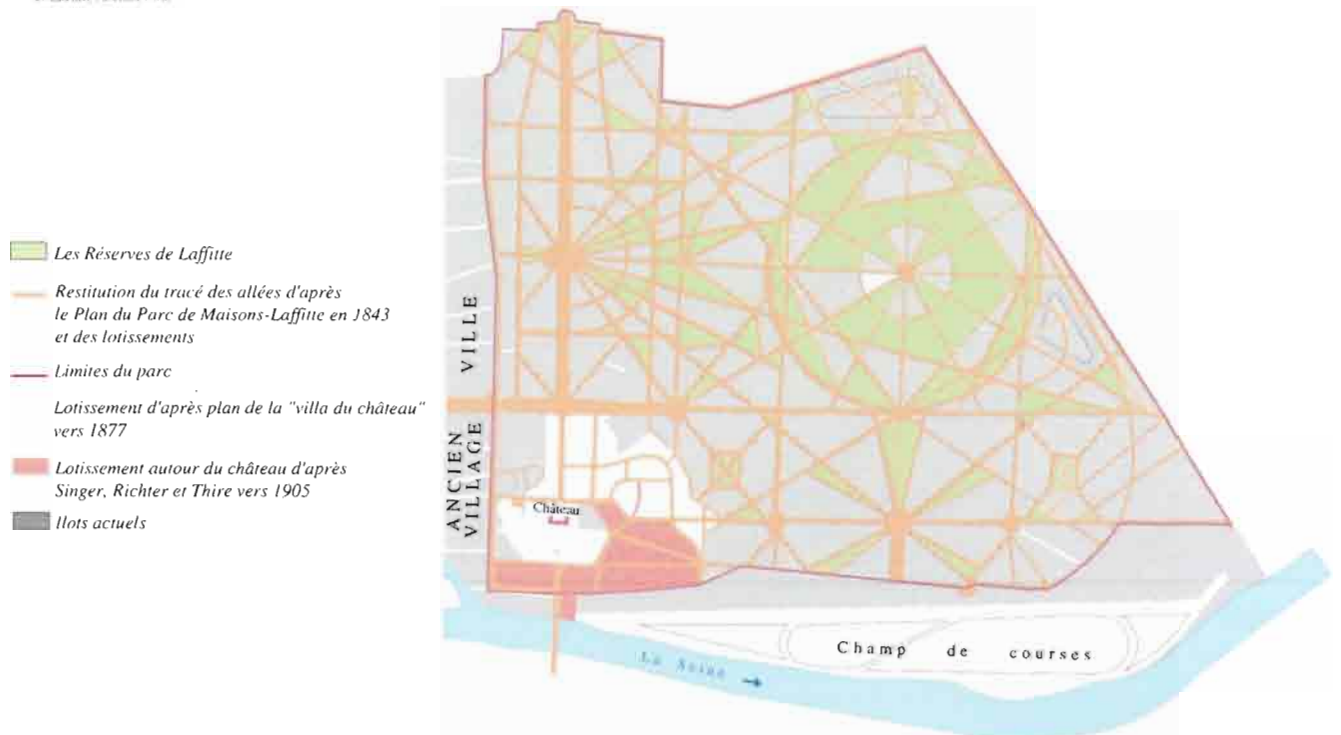 Les Réserves de Laffitte
Restitution du tracé des allées d'après
le Plan du Parc de Maisons-Laffitte en 1843
et des lotissements
Limites du parc
Lotissement d'après plan de la "villa du château"
vers 1877
Lotissement autour du château d'après
Singer, Richter et Thire vers 1905
Ilots actuels
VILLE
ANCIEN
VILLAGE
Château
Champ de courses
La Seine